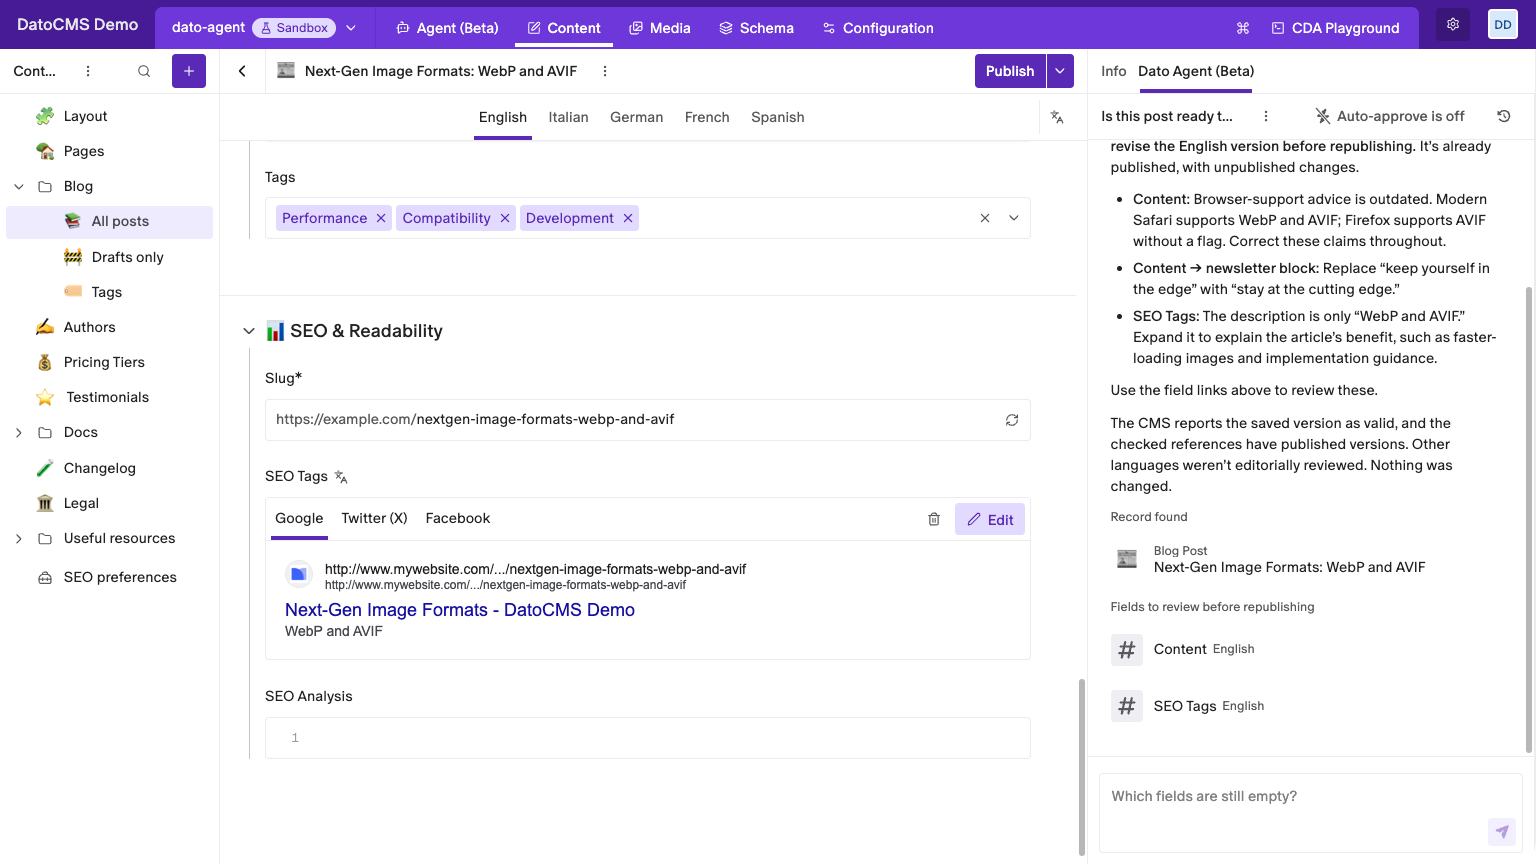 DatoCMS Demo
dato-agent
Sandbox
Agent (Beta)
Content
Media
Schema
Configuration
CDA Playground
DD
Cont...
Next-Gen Image Formats: WebP and AVIF
Publish
Info
Dato Agent (Beta)
Layout
Pages
Blog
All posts
Drafts only
Tags
Authors
Pricing Tiers
Testimonials
Docs
Changelog
Legal
Useful resources
SEO preferences
English
Italian
German
French
Spanish
Tags
Performance
Compatibility
Development
SEO & Readability
Slug*
https://example.com/nextgen-image-formats-webp-and-avif
SEO Tags
Google
Twitter (X)
Facebook
Edit
http://www.mywebsite.com/.../nextgen-image-formats-webp-and-avif
http://www.mywebsite.com/.../nextgen-image-formats-webp-and-avif
Next-Gen Image Formats - DatoCMS Demo
WebP and AVIF
SEO Analysis
1
Is this post ready t...
Auto-approve is off
revise the English version before republishing. It’s already
published, with unpublished changes.
• Content: Browser-support advice is outdated. Modern
Safari supports WebP and AVIF; Firefox supports AVIF
without a flag. Correct these claims throughout.
• Content → newsletter block: Replace “keep yourself in
the edge” with “stay at the cutting edge.”
• SEO Tags: The description is only “WebP and AVIF.”
Expand it to explain the article’s benefit, such as faster-
loading images and implementation guidance.
Use the field links above to review these.
The CMS reports the saved version as valid, and the
checked references have published versions. Other
languages weren’t editorially reviewed. Nothing was
changed.
Record found
Blog Post
Next-Gen Image Formats: WebP and AVIF
Fields to review before republishing
# Content English
# SEO Tags English
Which fields are still empty?